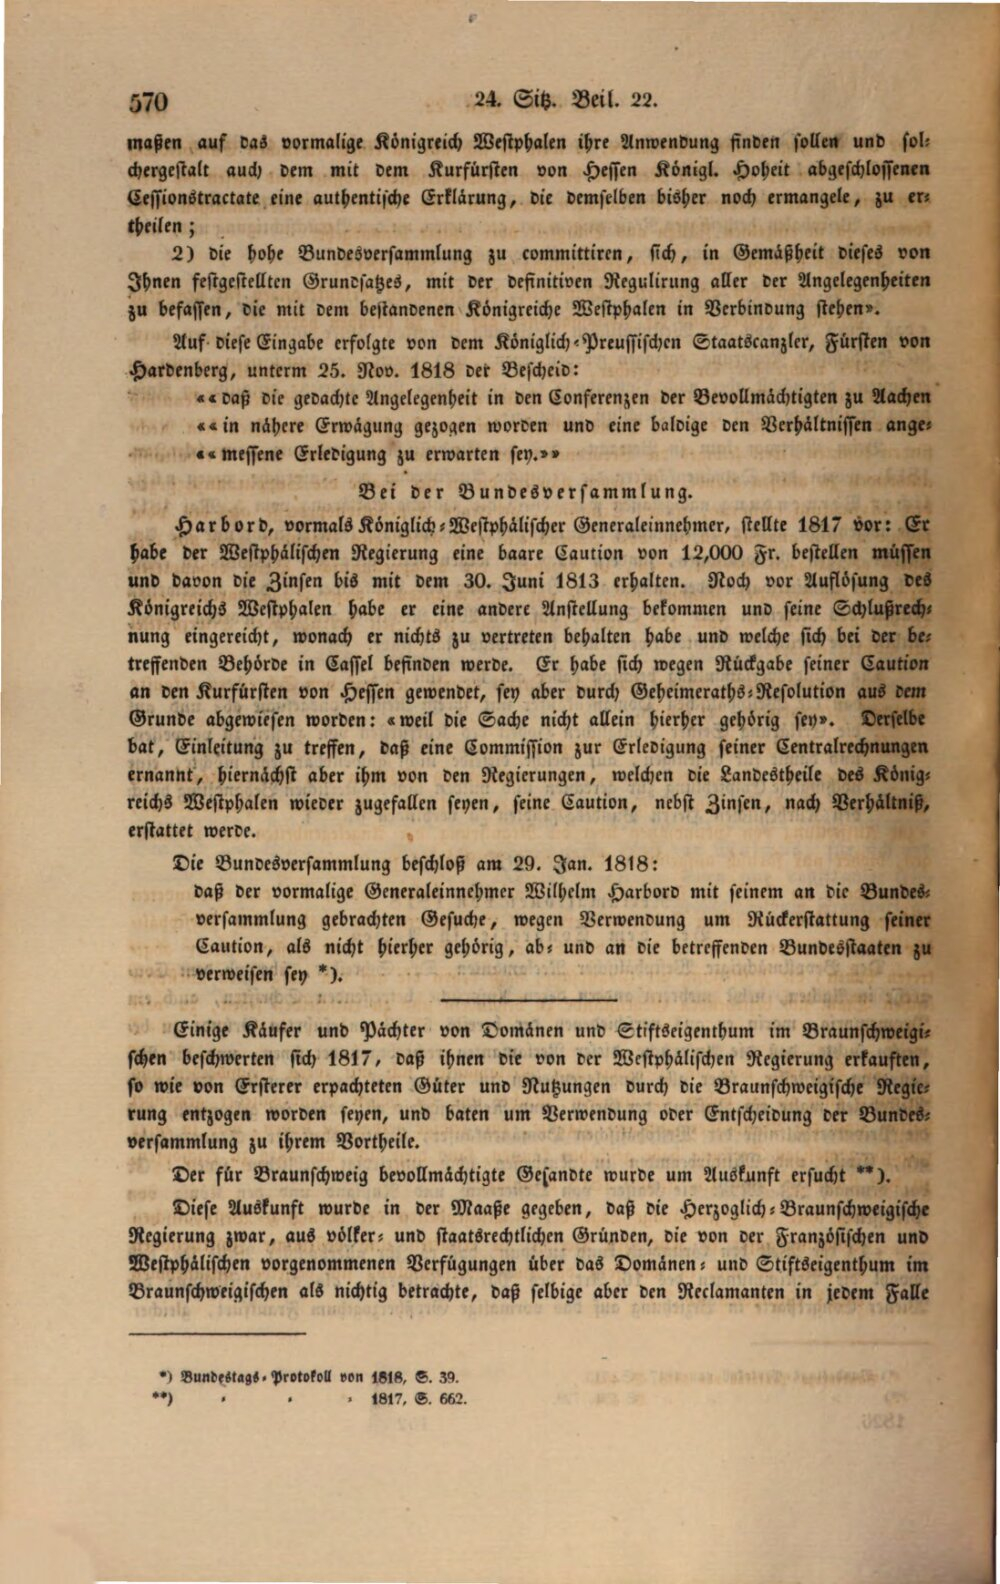 570
24. Sitz. Beil. 22.
maßen auf das vormalige Königreich Westphalen ihre Anwendung finden sollen und sol⸗
chergestalt auch dem mit dem Kurfürsten von Hessen Königl. Hoheit abgeschlossenen
Cessionstractate eine authentische Erklärung, die demselben bisher noch ermangele, zu er⸗
theilen;
2) die hohe Bundesversammlung zu committiren, sich, in Gemäßheit dieses von
Ihnen festgestellten Grundsatzes, mit der definitiven Regulirung aller der Angelegenheiten
zu befassen, die mit dem bestandenen Königreiche Westphalen in Verbindung stehen».
Auf diese Eingabe erfolgte von dem Königlich⸗Preussischen Staatscanzler, Fürsten von
Hardenberg, unterm 25. Nov. 1818 der Bescheid:
««daß die gedachte Angelegenheit in den Conferenzen der Bevollmächtigten zu Aachen
««in nähere Erwägung gezogen worden und eine baldige den Verhältnissen ange⸗
««messene Erledigung zu erwarten sey.»»
Bei der Bundesversammlung.
Harbord, vormals Königlich⸗Westphälischer Generaleinnehmer, stellte 1817 vor: Er
habe der Westphälischen Regierung eine baare Caution von 12,000 Fr. bestellen müssen
und davon die Zinsen bis mit dem 30. Juni 1813 erhalten. Noch vor Auflösung des
Königreichs Westphalen habe er eine andere Anstellung bekommen und seine Schlußrech⸗
nung eingereicht, wonach er nichts zu vertreten behalten habe und welche sich bei der be⸗
treffenden Behörde in Cassel befinden werde. Er habe sich wegen Rückgabe seiner Caution
an den Kurfürsten von Hessen gewendet, sey aber durch Geheimeraths⸗Resolution aus dem
Grunde abgewiesen worden: «weil die Sache nicht allein hierher gehörig sey». Derselbe
bat, Einleitung zu treffen, daß eine Commission zur Erledigung seiner Centralrechnungen
ernannt, hiernächst aber ihm von den Regierungen, welchen die Landestheile des König⸗
reichs Westphalen wieder zugefallen seyen, seine Caution, nebst Zinsen, nach Verhältniß,
erstattet werde.
Die Bundesversammlung beschloß am 29. Jan. 1818:
daß der vormalige Generaleinnehmer Wilhelm Harbord mit seinem an die Bundes⸗
versammlung gebrachten Gesuche, wegen Verwendung um Rückerstattung seiner
Caution, als nicht hierher gehörig, ab⸗ und an die betreffenden Bundesstaaten zu
verweisen sey *).
Einige Käufer und Pächter von Domänen und Stiftseigenthum im Braunschweigi⸗
schen beschwerten sich 1817, daß ihnen die von der Westphälischen Regierung erkauften,
so wie von Ersterer erpachteten Güter und Nutzungen durch die Braunschweigische Regie⸗
rung entzogen worden seyen, und baten um Verwendung oder Entscheidung der Bundes⸗
versammlung zu ihrem Vortheile.
Der für Braunschweig bevollmächtigte Gesandte wurde um Auskunft ersucht **).
Diese Auskunft wurde in der Maaße gegeben, daß die Herzoglich⸗Braunschweigische
Regierung zwar, aus völker⸗ und staatsrechtlichen Gründen, die von der Französischen und
Westphälischen vorgenommenen Verfügungen über das Domänen⸗ und Stiftseigenthum im
Braunschweigischen als nichtig betrachte, daß selbige aber den Reclamanten in jedem Falle
*) Bundestags⸗Protokoll von 1818, S. 39.
**) ⸗ ⸗ ⸗ 1817, S. 662.